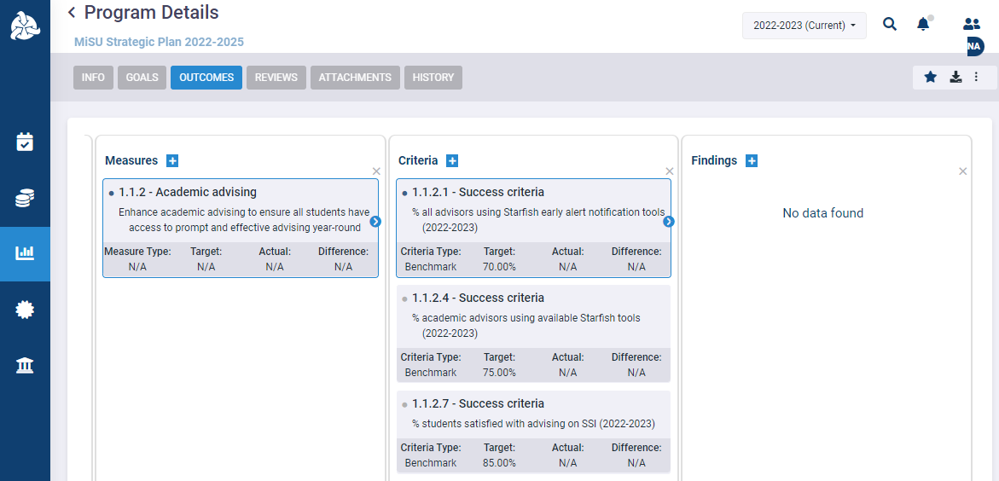 Program Details
MiSU Strategic Plan 2022-2025
2022-2023 (Current)
NA
INFO
GOALS
OUTCOMES
REVIEWS
ATTACHMENTS
HISTORY
Measures
1.1.2 - Academic advising
Enhance academic advising to ensure all students have
access to prompt and effective advising year-round
Measure Type: Target: Actual: Difference:
N/A N/A N/A N/A
Criteria
1.1.2.1 - Success criteria
% all advisors using Starfish early alert notification tools
(2022-2023)
Criteria Type: Target: Actual: Difference:
Benchmark 70.00% N/A N/A
1.1.2.4 - Success criteria
% academic advisors using available Starfish tools
(2022-2023)
Criteria Type: Target: Actual: Difference:
Benchmark 75.00% N/A N/A
1.1.2.7 - Success criteria
% students satisfied with advising on SSI (2022-2023)
Criteria Type: Target: Actual: Difference:
Benchmark 85.00% N/A N/A
Findings
No data found